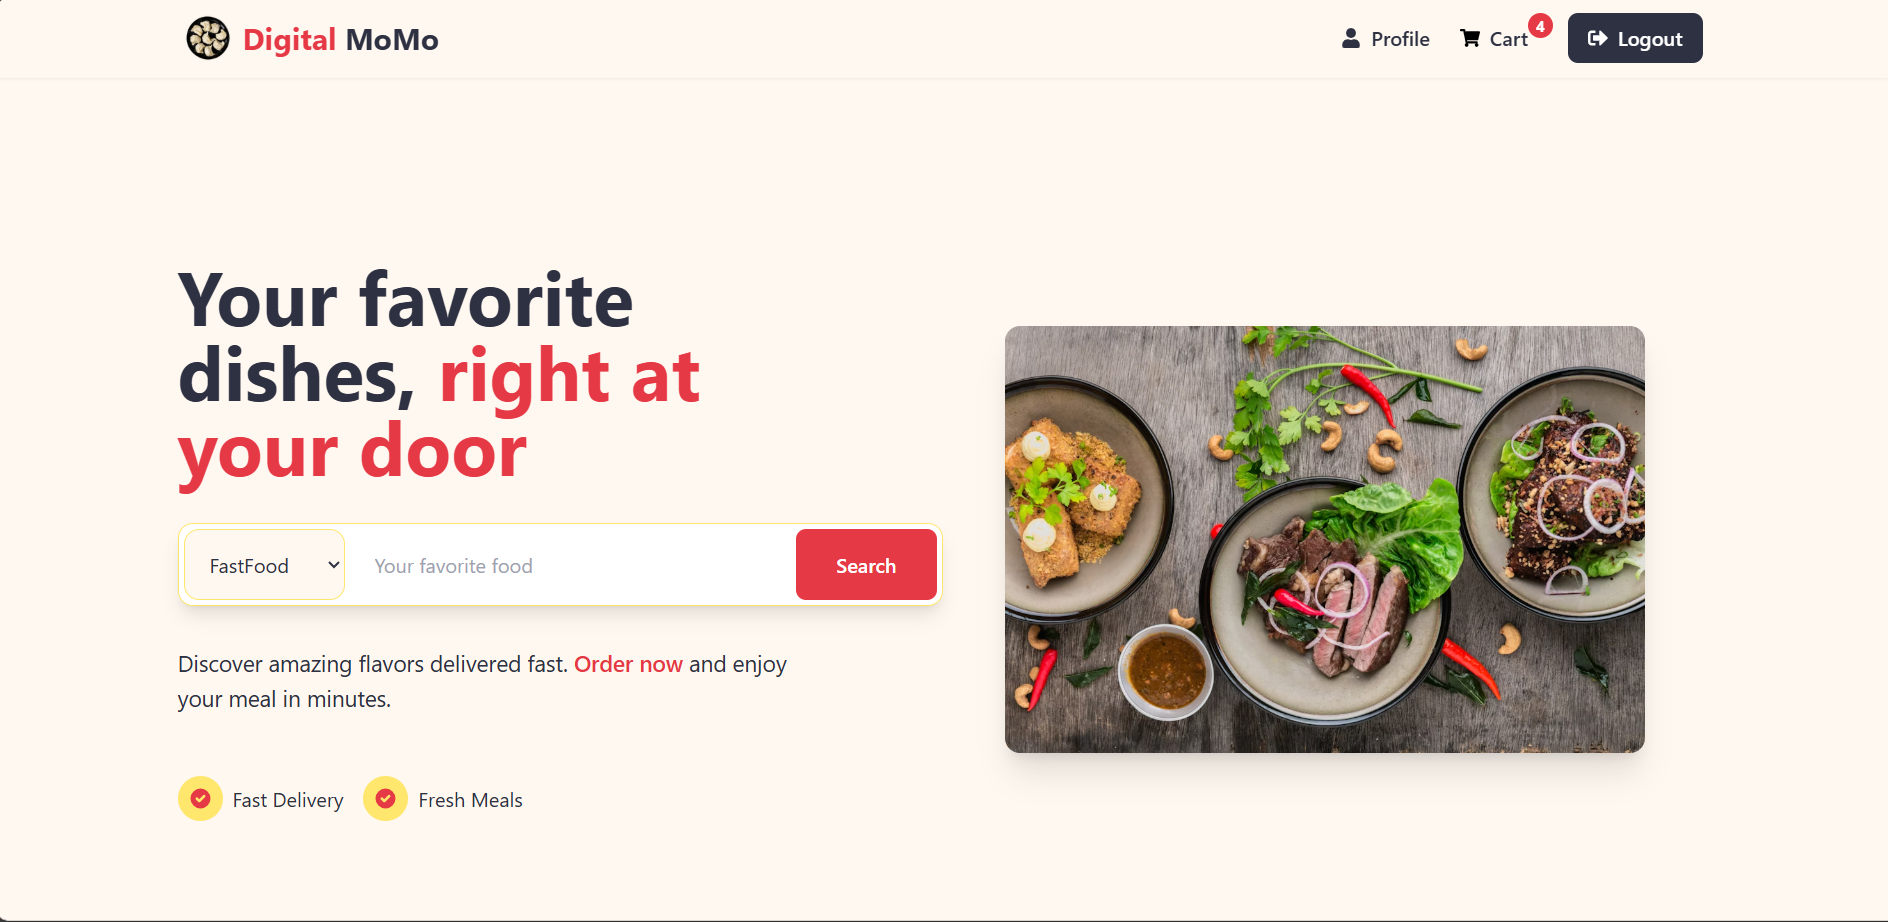 Digital MoMo
Profile
Cart
4
Logout
Your favorite
dishes, right at
your door
FastFood
Your favorite food
Search
Discover amazing flavors delivered fast. Order now and enjoy
your meal in minutes.
Fast Delivery
Fresh Meals